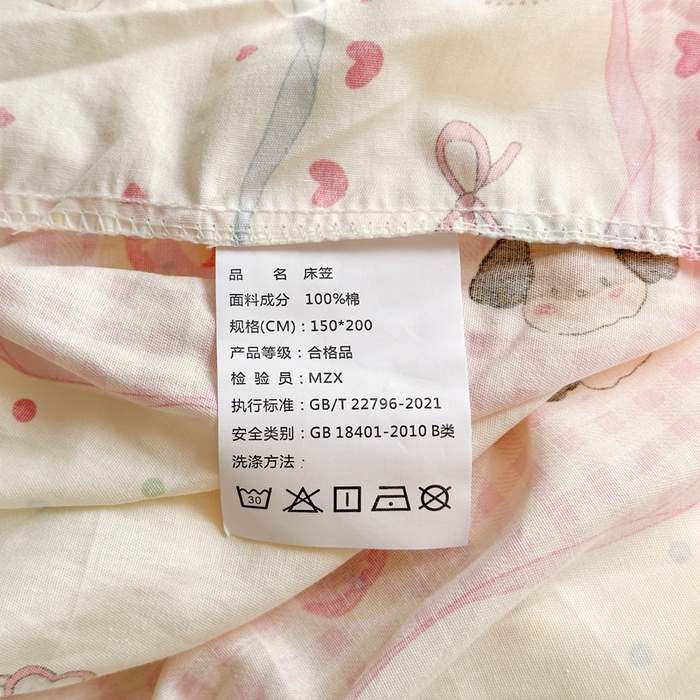 品 名 床笠
面料成分 100%棉
规格(CM)：150*200
产品等级：合格品
检 验 员：MZX
执行标准：GB/T 22796-2021
安全类别：GB 18401-2010 B类
洗涤方法：
30